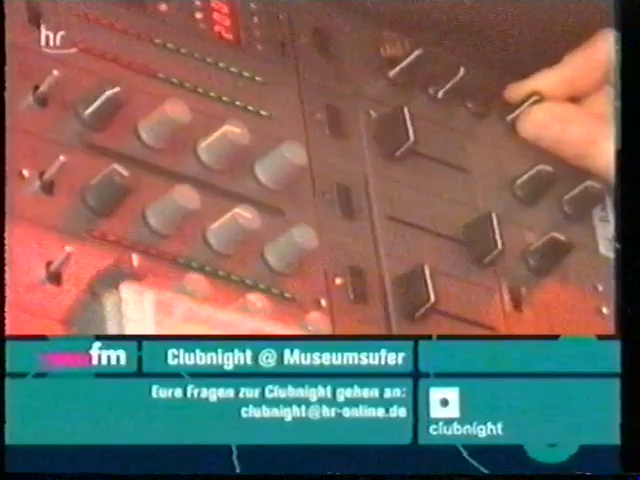 hr
fm
Clubnight @ Museumsufer
Eure Fragen zur Clubnight gehen an:
clubnight@hr-online.de
clubnight